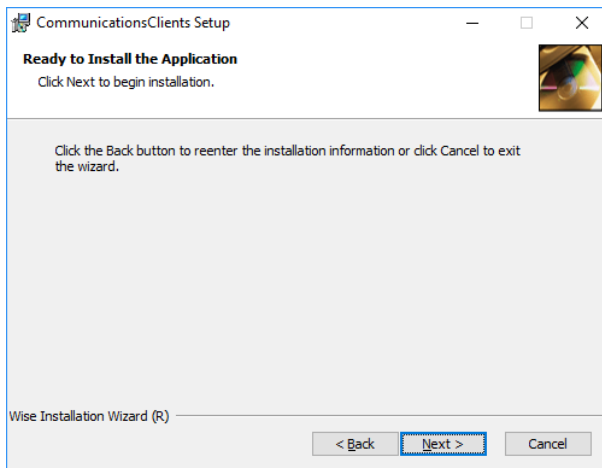 CommunicationsClients Setup
Ready to Install the Application
Click Next to begin installation.
Click the Back button to reenter the installation information or click Cancel to exit
the wizard.
Wise Installation Wizard (R)
< Back Next > Cancel